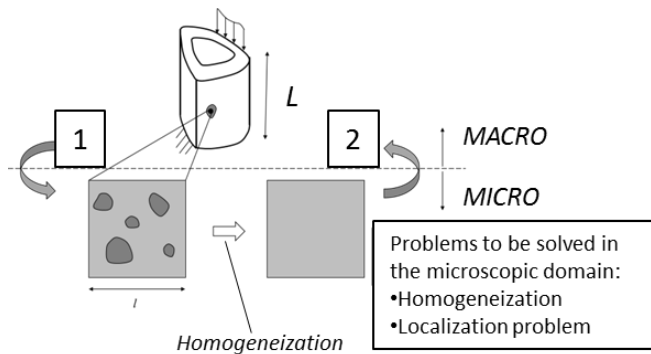 L
1
2
MACRO
MICRO
l
Problems to be solved in
the microscopic domain:
•Homogeneization
•Localization problem
Homogeneization